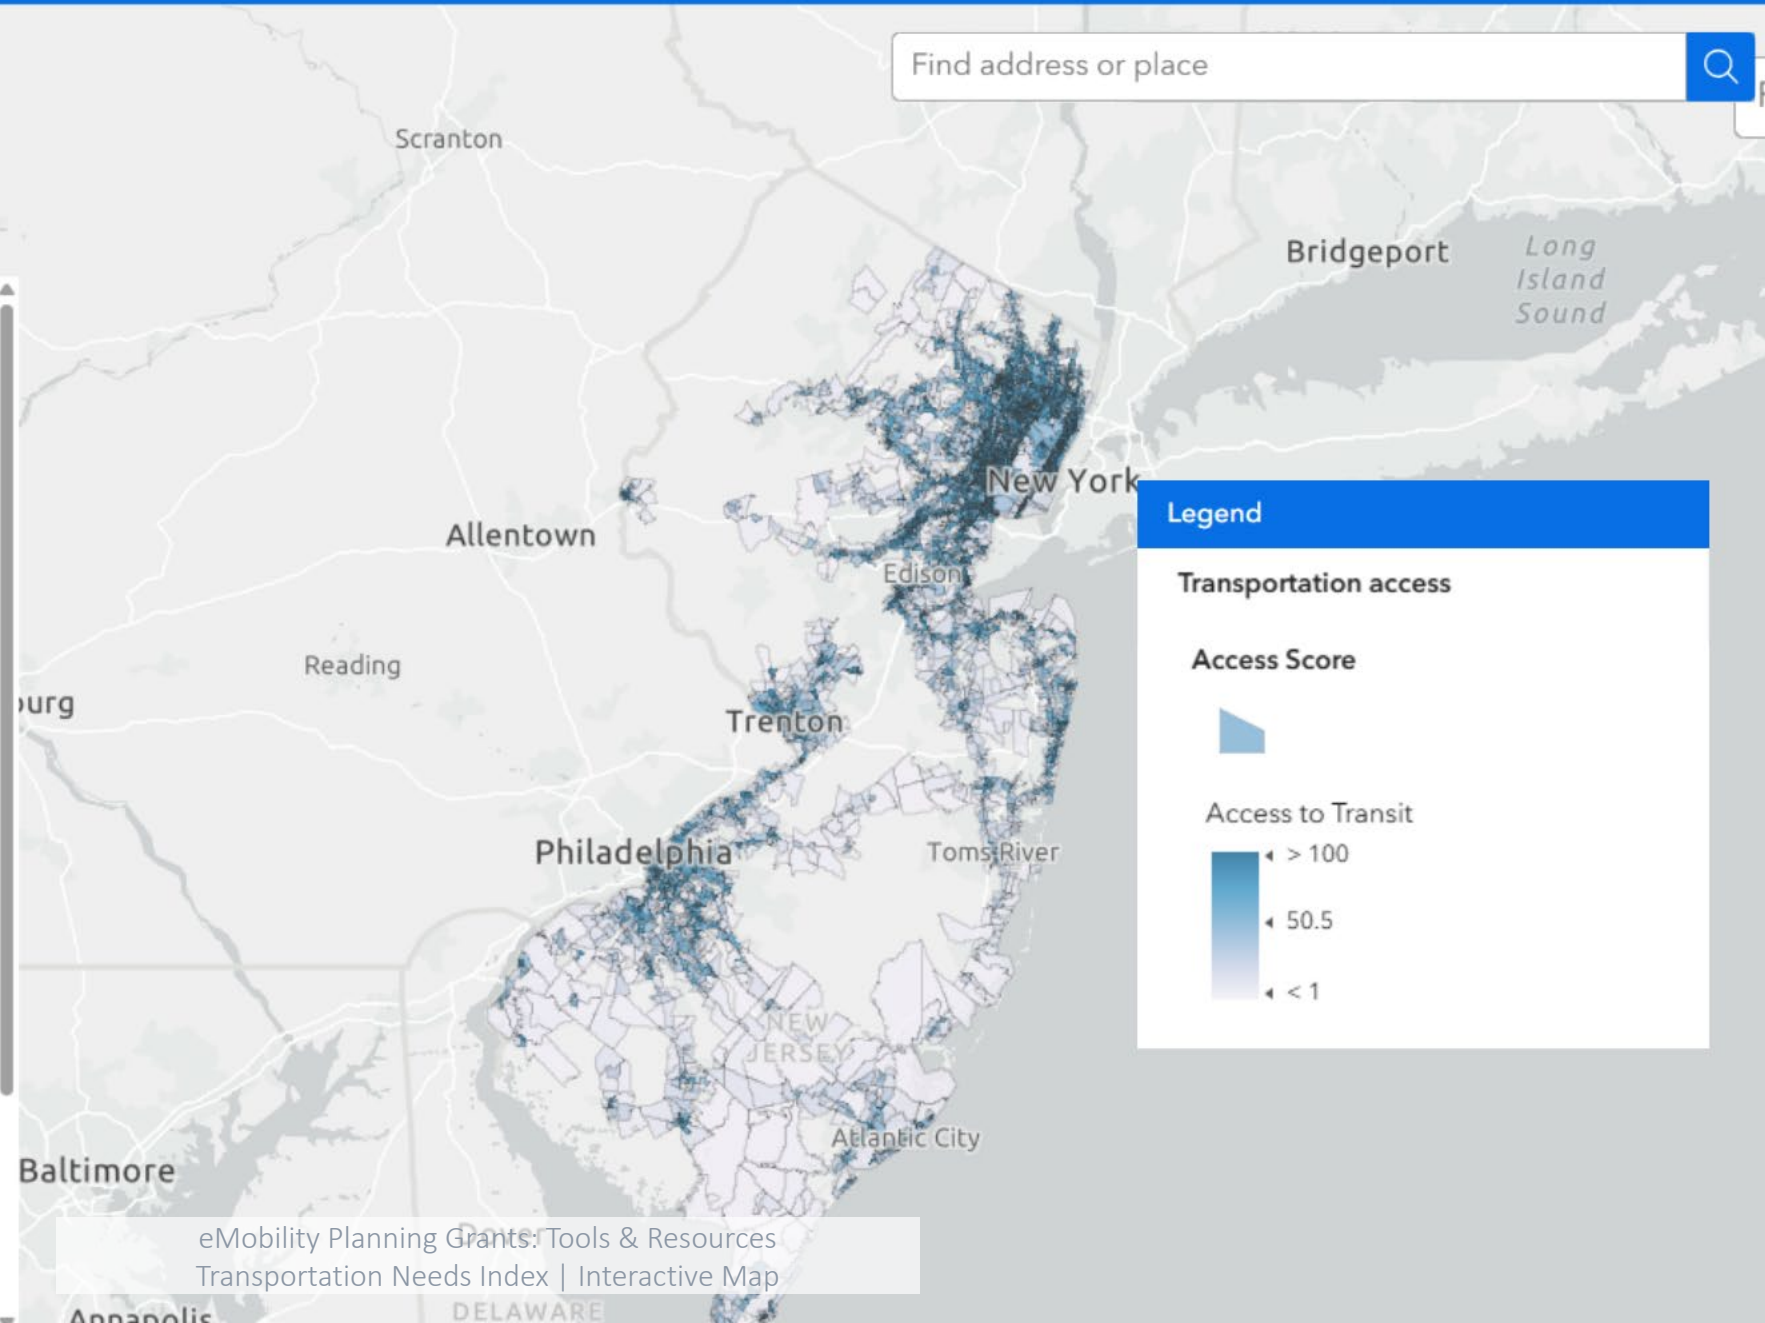 Find address or place
Scranton
Bridgeport
Long
Island
Sound
New York
Allentown
Edison
Legend
Transportation access
Access Score
Reading
urg
Trenton
Access to Transit
> 100
50.5
< 1
Philadelphia
Toms River
NEW
JERSEY
Atlantic City
Baltimore
Dover
eMobility Planning Grants: Tools & Resources
Transportation Needs Index | Interactive Map
Annapolis
DELAWARE